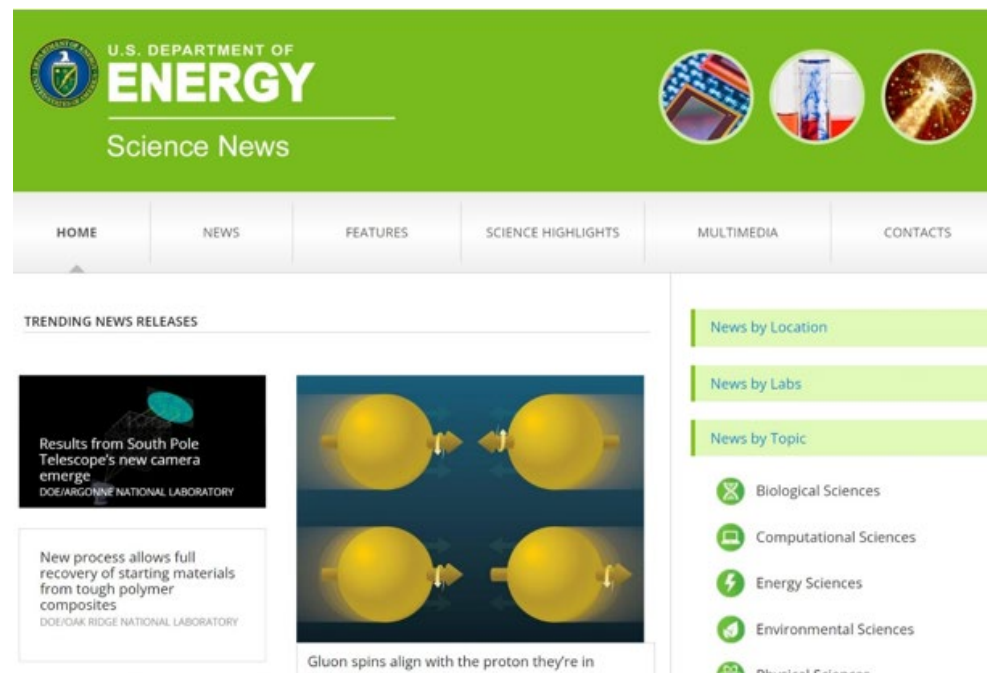 U.S. DEPARTMENT OF
ENERGY
Science News
HOME
NEWS
FEATURES
SCIENCE HIGHLIGHTS
MULTIMEDIA
CONTACTS
TRENDING NEWS RELEASES
Results from South Pole
Telescope's new camera
emerge
DOE/ARGONNE NATIONAL LABORATORY
New process allows full
recovery of starting materials
from tough polymer
composites
DOE/OAK RIDGE NATIONAL LABORATORY
Gluon spins align with the proton they're in
News by Location
News by Labs
News by Topic
Biological Sciences
Computational Sciences
Energy Sciences
Environmental Sciences
Physical Sciences